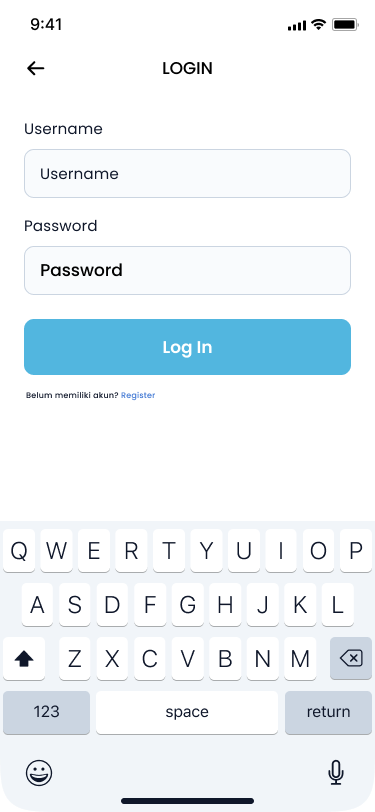 9:41
LOGIN
Username
Username
Password
Password
Log In
Belum memiliki akun? Register
Q W E R T Y U I O P
A S D F G H J K L
Z X C V B N M
123 space return